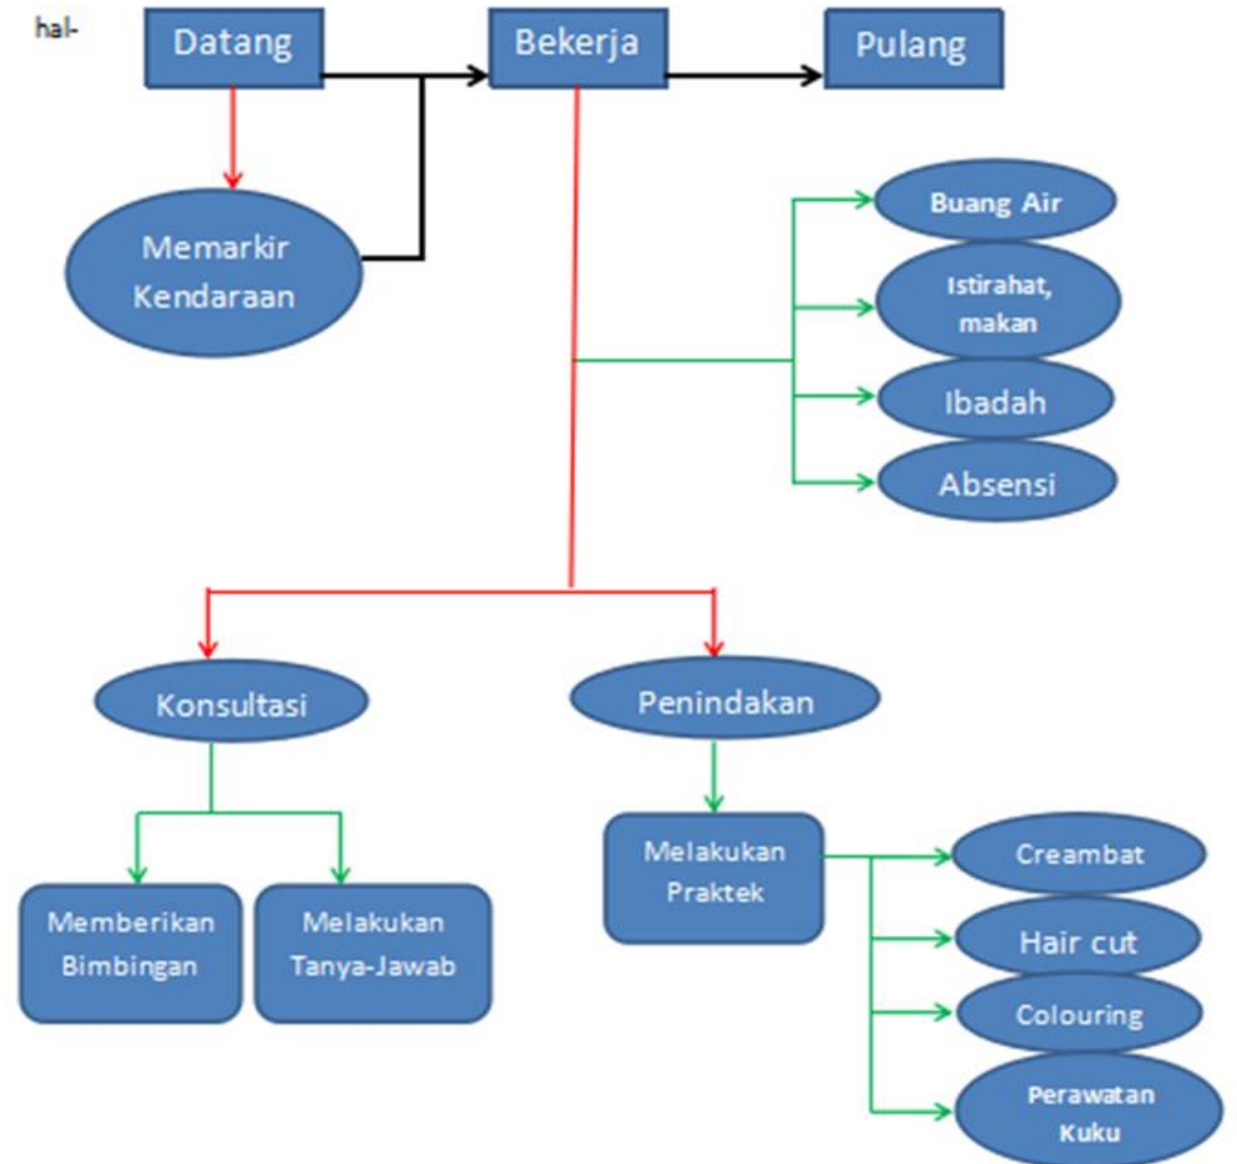 hal-
Datang
Bekerja
Pulang
Memarkir
Kendaraan
Buang Air
Istirahat,
makan
Ibadah
Absensi
Konsultasi
Penindakan
Memberikan
Bimbingan
Melakukan
Tanya-Jawab
Melakukan
Praktek
Creambat
Hair cut
Colouring
Perawatan
Kuku